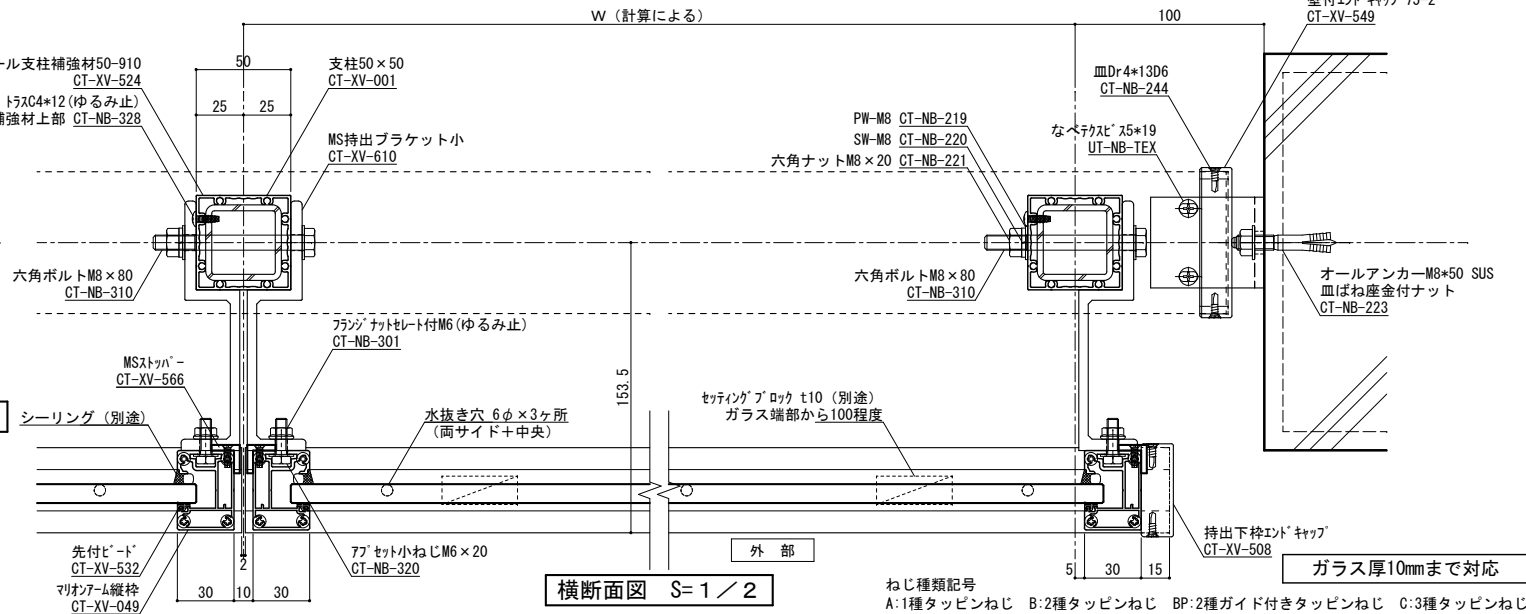 W（計算による）
100
壁付エンドキャップ 75-2
CT-XV-549
ール支柱補強材50-910
CT-XV-524
50
支柱50×50
CT-XV-001
トラスC4*12(ゆるみ止)
補強材上部 CT-NB-328
25
25
MS持出ブラケット小
CT-XV-610
皿Dr4*13D6
CT-NB-244
PW-M8 CT-NB-219
SW-M8 CT-NB-220
六角ナットM8×20 CT-NB-221
なべテクスビス5*19
UT-NB-TEX
六角ボルトM8×80
CT-NB-310
六角ボルトM8×80
CT-NB-310
オールアンカーM8*50 SUS
皿ばね座金付ナット
CT-NB-223
フランジナットセレート付M6(ゆるみ止)
CT-NB-301
MSストッパー
CT-XV-566
153.5
シーリング（別途）
水抜き穴 6φ×3ヶ所
（両サイド+中央）
セッティングブロック t10（別途）
ガラス端部から100程度
先付ビード
CT-XV-532
マリオンアーム縦枠
CT-XV-049
アプセット小ねじM6×20
CT-NB-320
2
30
10
30
外 部
横断面図 S=1／2
持出下枠エンドキャップ
CT-XV-508
5
30
15
ガラス厚10mmまで対応
ねじ種類記号
A:1種タッピンねじ B:2種タッピンねじ BP:2種ガイド付きタッピンねじ C:3種タッピンねじ